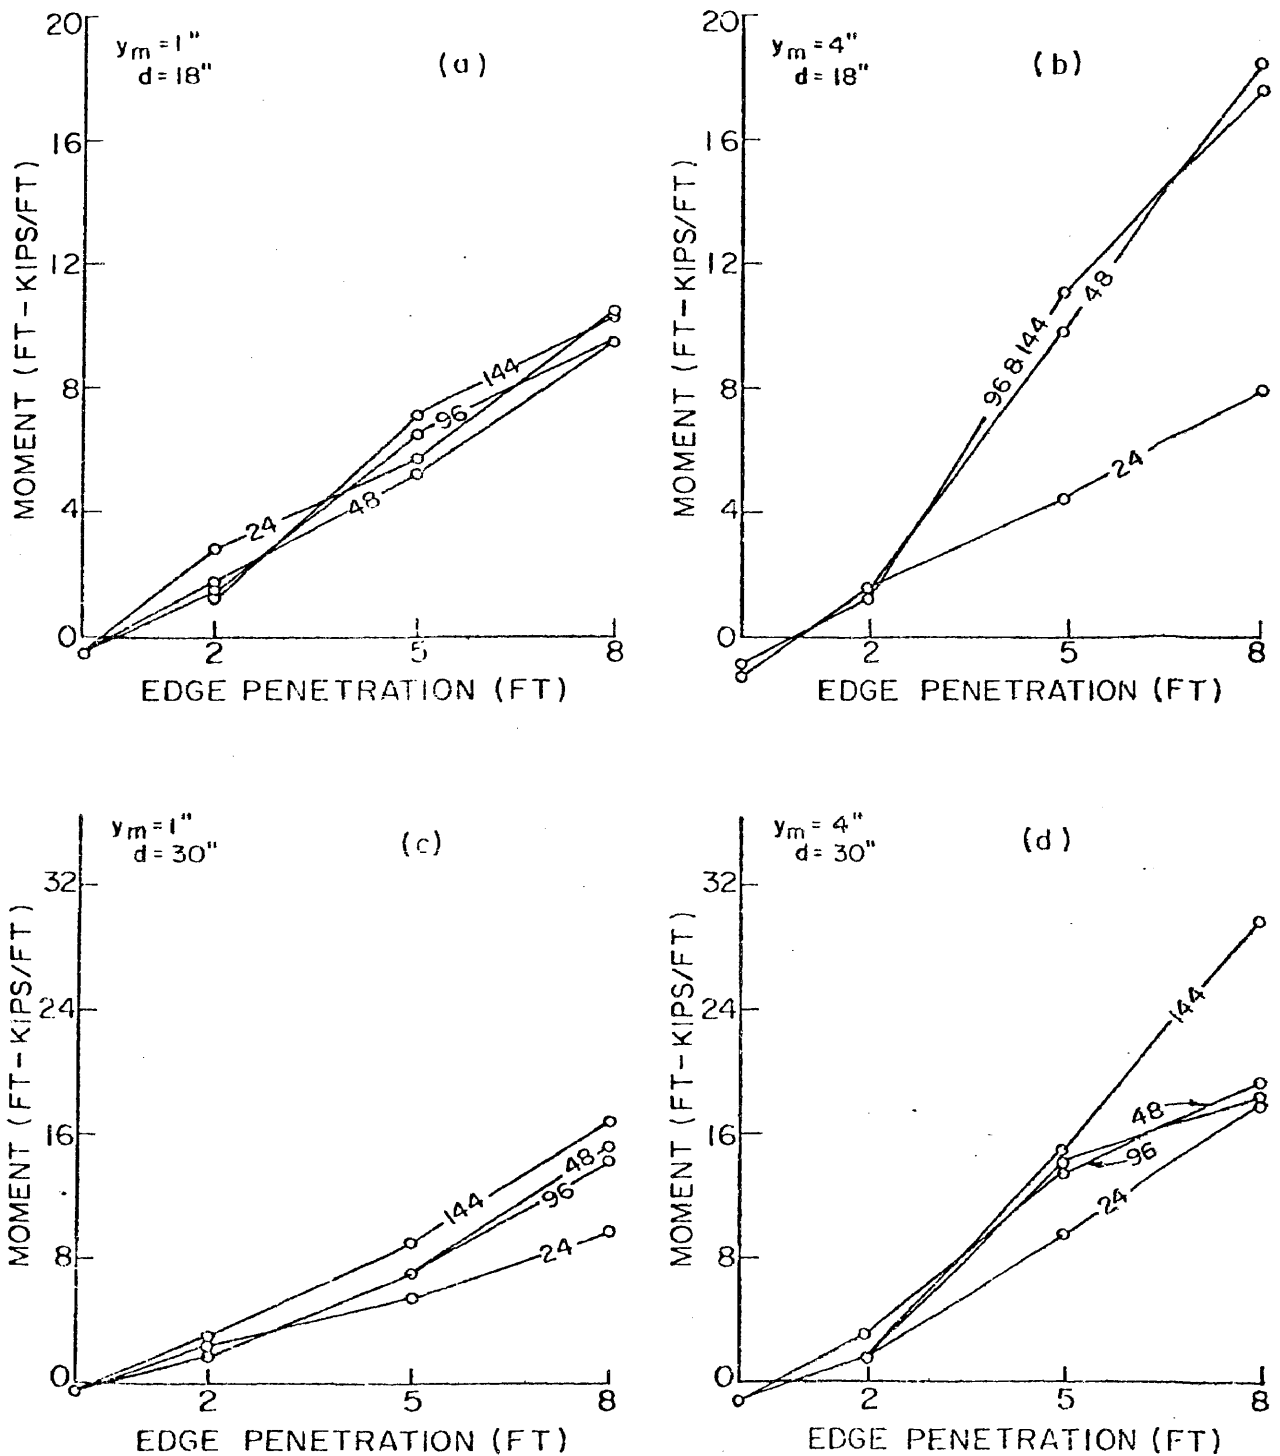 (a)
y_m = 1"
d = 18"
MOMENT (FT-KIPS/FT)
20
16
12
8
4
0
144
96
24
48
2
5
8
EDGE PENETRATION (FT)
(b)
y_m = 4"
d = 18"
MOMENT (FT-KIPS/FT)
20
16
12
8
4
0
96 & 144
48
24
2
5
8
EDGE PENETRATION (FT)
(c)
y_m = 1"
d = 30"
MOMENT (FT-KIPS/FT)
32
24
16
8
0
144
48
96
24
2
5
8
EDGE PENETRATION (FT)
(d)
y_m = 4"
d = 30"
MOMENT (FT-KIPS/FT)
32
24
16
8
0
144
48
96
24
2
5
8
EDGE PENETRATION (FT)